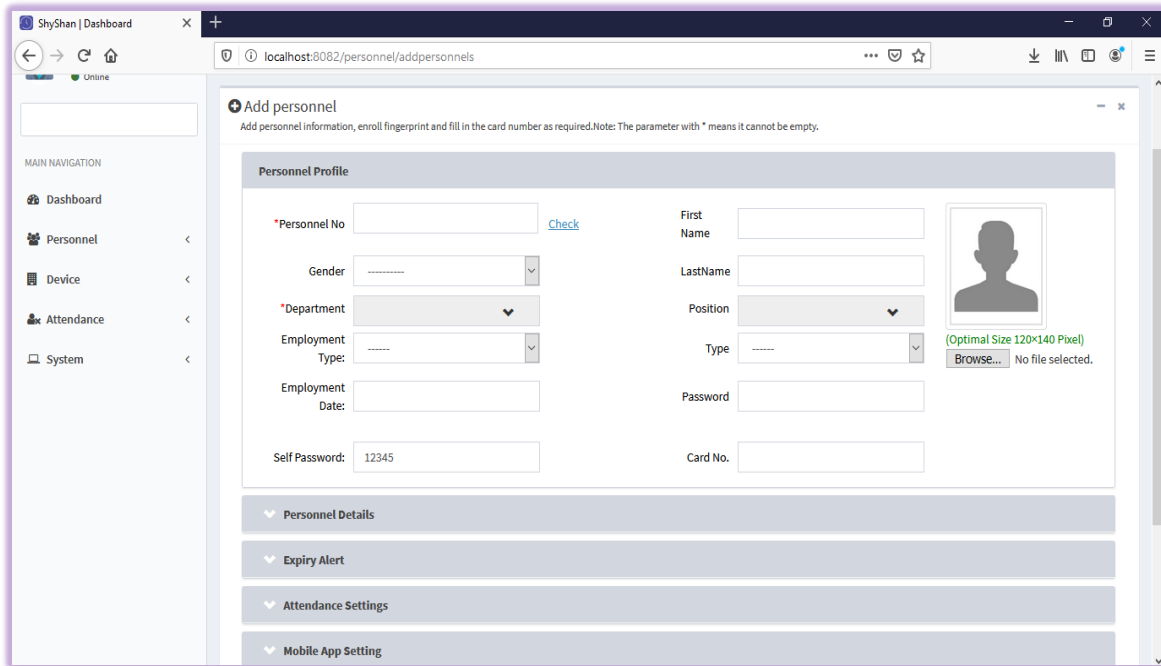 ShyShan | Dashboard
localhost:8082/personnel/addpersonnels
Online
MAIN NAVIGATION
Dashboard
Personnel
Device
Attendance
System
Add personnel
Add personnel information, enroll fingerprint and fill in the card number as required.Note: The parameter with * means it cannot be empty.
Personnel Profile
*Personnel No
Check
First
Name
Gender
----------
LastName
*Department
Position
Employment
Type:
------
Type
------
(Optimal Size 120×140 Pixel)
Browse... No file selected.
Employment
Date:
Password
Self Password:
12345
Card No.
Personnel Details
Expiry Alert
Attendance Settings
Mobile App Setting